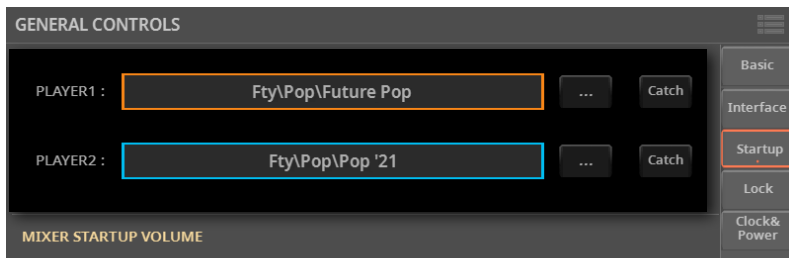 GENERAL CONTROLS
Basic
PLAYER1 : Fty\Pop\Future Pop ... Catch
Interface
Startup
PLAYER2 : Fty\Pop\Pop '21 ... Catch
Lock
Clock&
Power
MIXER STARTUP VOLUME